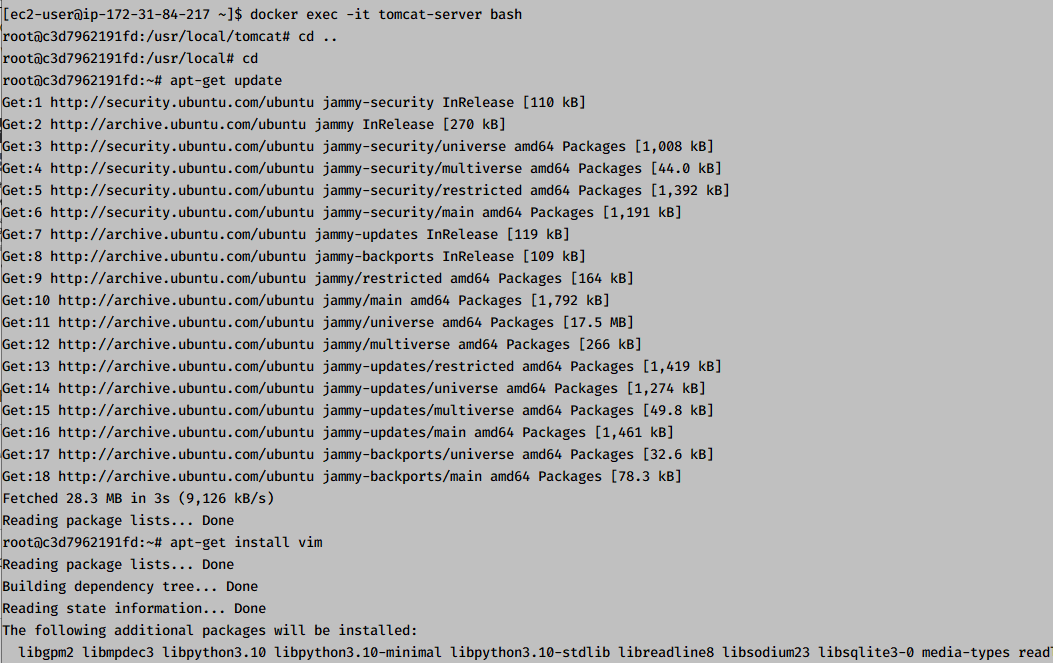 [ec2-user@ip-172-31-84-217 ~]$ docker exec -it tomcat-server bash
root@c3d7962191fd:/usr/local/tomcat# cd ..
root@c3d7962191fd:/usr/local# cd
root@c3d7962191fd:~# apt-get update
Get:1 http://security.ubuntu.com/ubuntu jammy-security InRelease [110 kB]
Get:2 http://archive.ubuntu.com/ubuntu jammy InRelease [270 kB]
Get:3 http://security.ubuntu.com/ubuntu jammy-security/universe amd64 Packages [1,008 kB]
Get:4 http://security.ubuntu.com/ubuntu jammy-security/multiverse amd64 Packages [44.0 kB]
Get:5 http://security.ubuntu.com/ubuntu jammy-security/restricted amd64 Packages [1,392 kB]
Get:6 http://security.ubuntu.com/ubuntu jammy-security/main amd64 Packages [1,191 kB]
Get:7 http://archive.ubuntu.com/ubuntu jammy-updates InRelease [119 kB]
Get:8 http://archive.ubuntu.com/ubuntu jammy-backports InRelease [109 kB]
Get:9 http://archive.ubuntu.com/ubuntu jammy/restricted amd64 Packages [164 kB]
Get:10 http://archive.ubuntu.com/ubuntu jammy/main amd64 Packages [1,792 kB]
Get:11 http://archive.ubuntu.com/ubuntu jammy/universe amd64 Packages [17.5 MB]
Get:12 http://archive.ubuntu.com/ubuntu jammy/multiverse amd64 Packages [266 kB]
Get:13 http://archive.ubuntu.com/ubuntu jammy-updates/restricted amd64 Packages [1,419 kB]
Get:14 http://archive.ubuntu.com/ubuntu jammy-updates/universe amd64 Packages [1,274 kB]
Get:15 http://archive.ubuntu.com/ubuntu jammy-updates/multiverse amd64 Packages [49.8 kB]
Get:16 http://archive.ubuntu.com/ubuntu jammy-updates/main amd64 Packages [1,461 kB]
Get:17 http://archive.ubuntu.com/ubuntu jammy-backports/universe amd64 Packages [32.6 kB]
Get:18 http://archive.ubuntu.com/ubuntu jammy-backports/main amd64 Packages [78.3 kB]
Fetched 28.3 MB in 3s (9,126 kB/s)
Reading package lists... Done
root@c3d7962191fd:~# apt-get install vim
Reading package lists... Done
Building dependency tree... Done
Reading state information... Done
The following additional packages will be installed:
libgpm2 libmpdec3 libpython3.10 libpython3.10-minimal libpython3.10-stdlib libreadline8 libsodium23 libsqlite3-0 media-types read